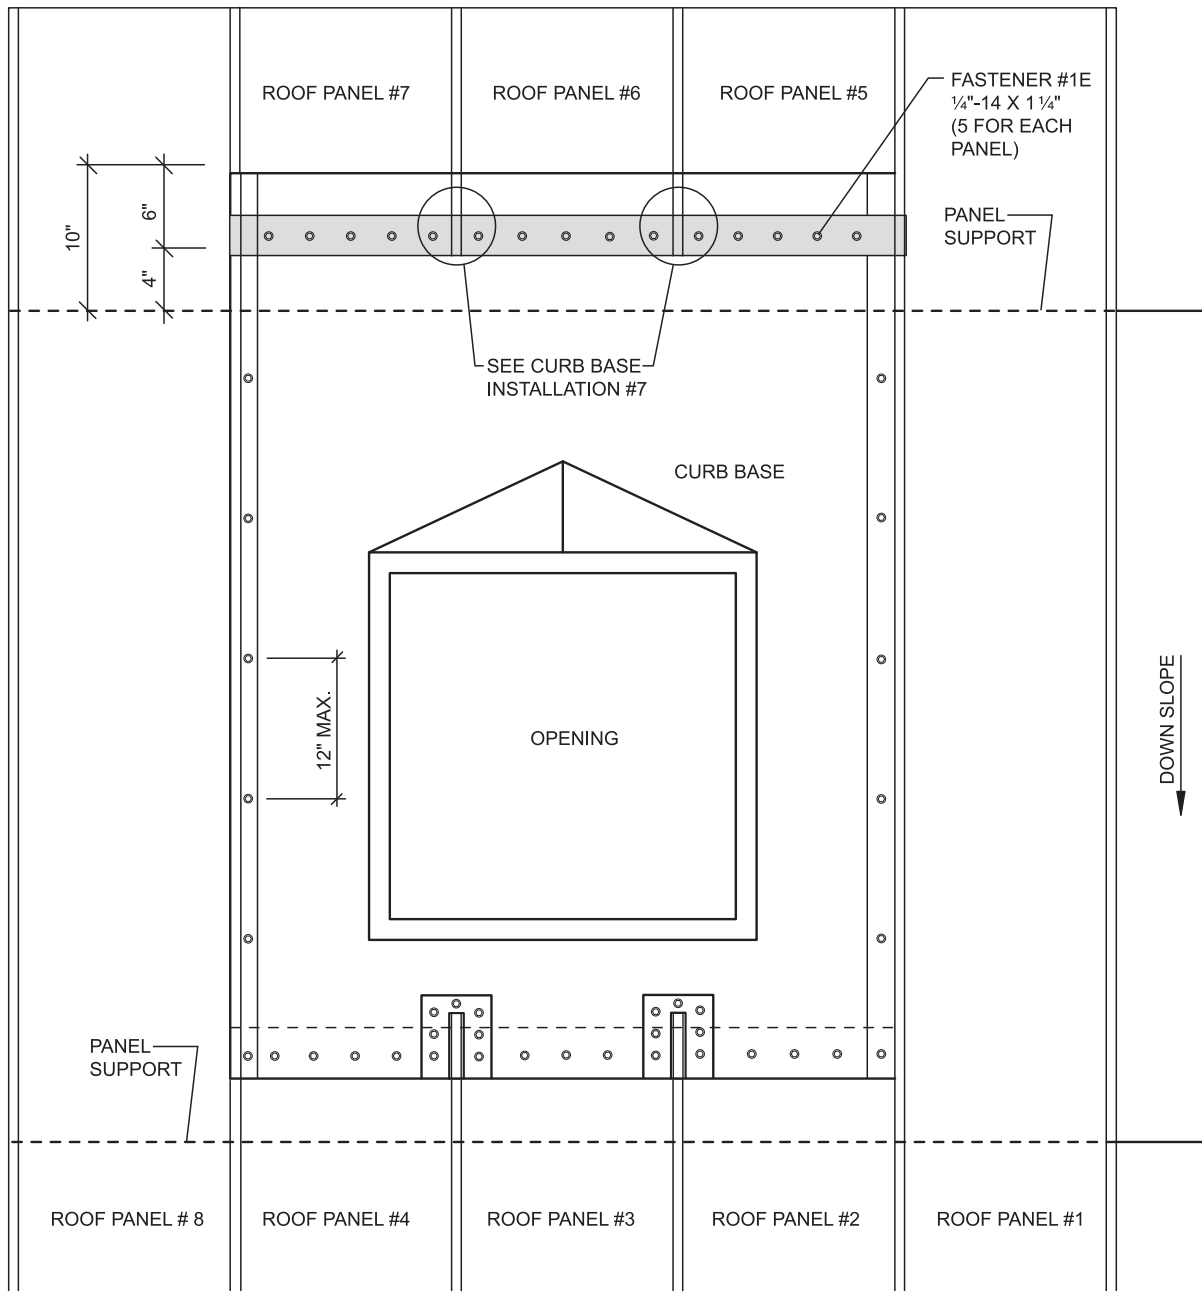 ROOF PANEL #7
ROOF PANEL #6
ROOF PANEL #5
FASTENER #1E
¼"-14 X 1 ¼"
(5 FOR EACH
PANEL)
10"
6"
4"
PANEL
SUPPORT
SEE CURB BASE
INSTALLATION #7
CURB BASE
12" MAX.
OPENING
DOWN SLOPE
PANEL
SUPPORT
ROOF PANEL # 8
ROOF PANEL #4
ROOF PANEL #3
ROOF PANEL #2
ROOF PANEL #1